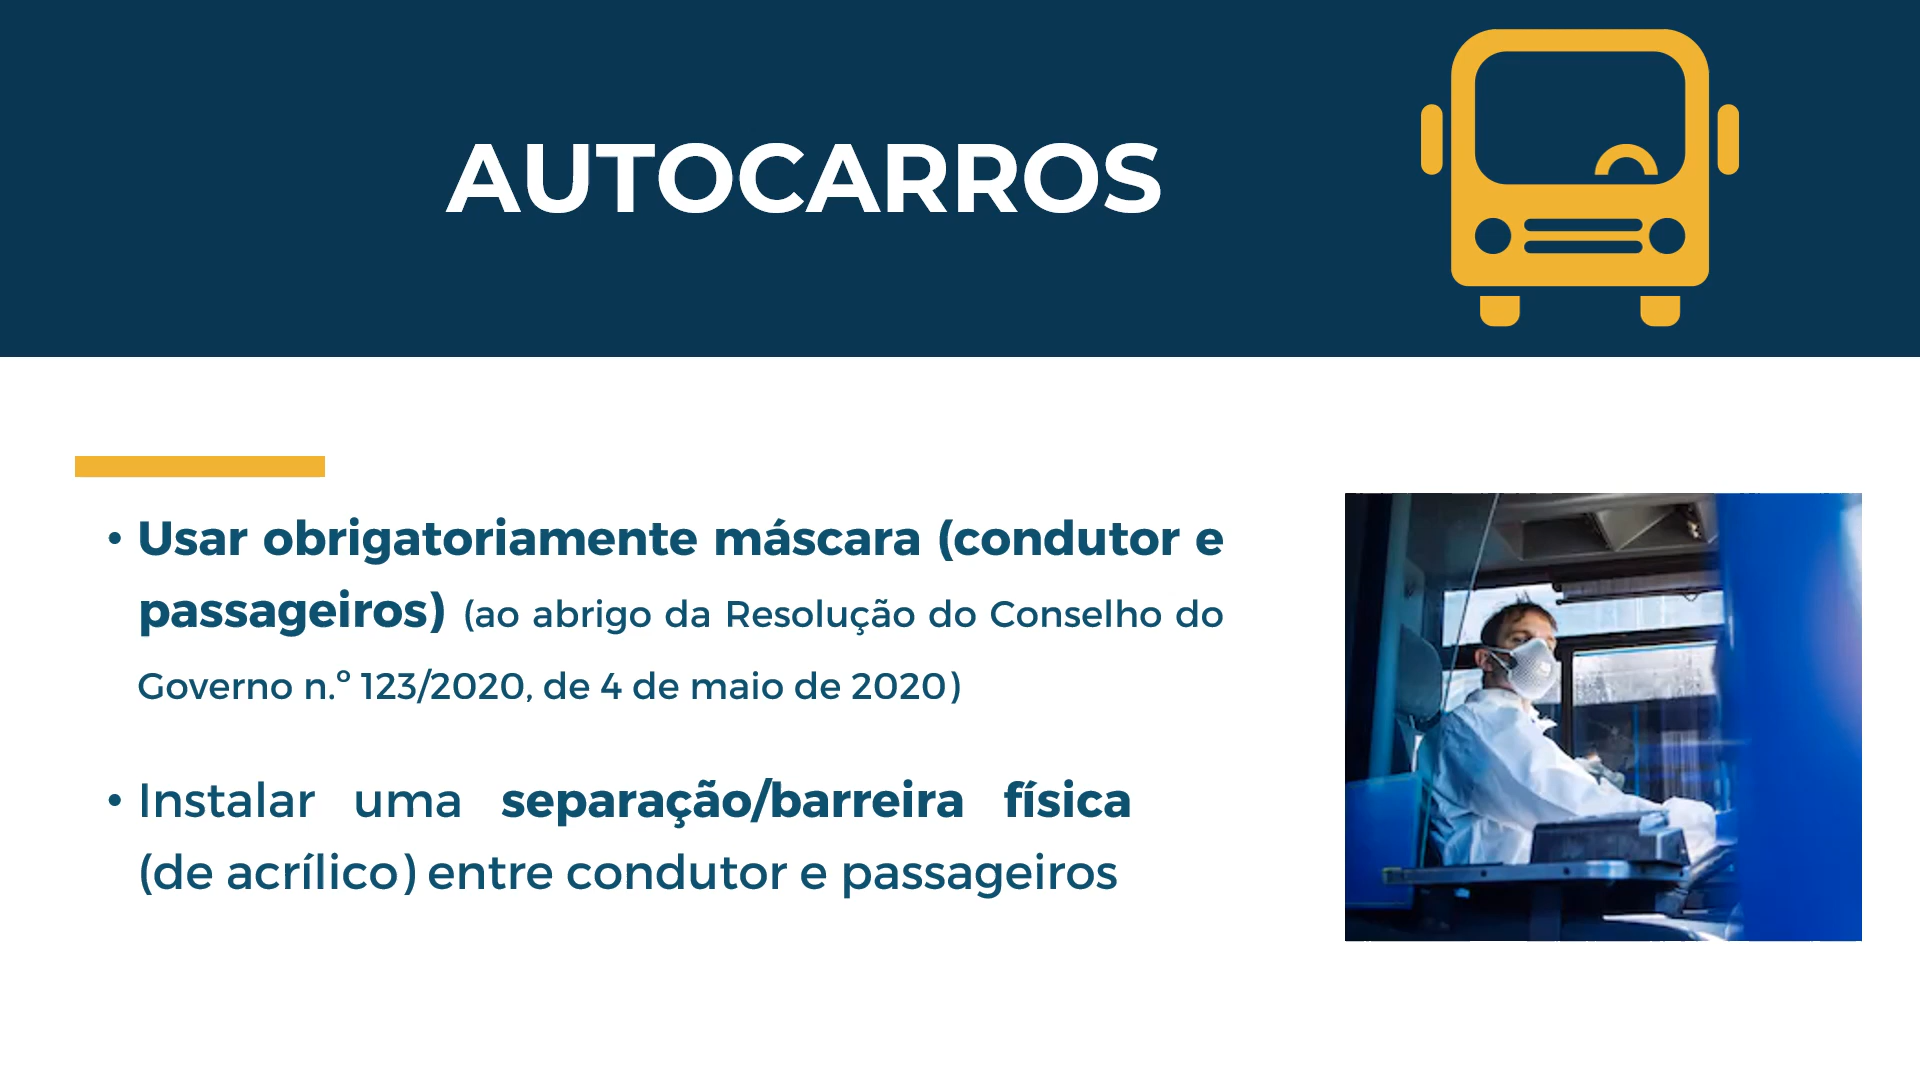 AUTOCARROS
• Usar obrigatoriamente máscara (condutor e
passageiros) (ao abrigo da Resolução do Conselho do
Governo n.º 123/2020, de 4 de maio de 2020)
• Instalar uma separação/barreira física
(de acrílico) entre condutor e passageiros